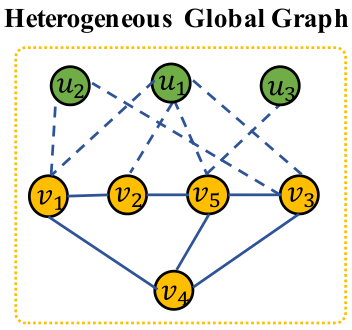 Heterogeneous Global Graph
u₂ u₁ u₃
v₁ v₂ v₅ v₃
v₄